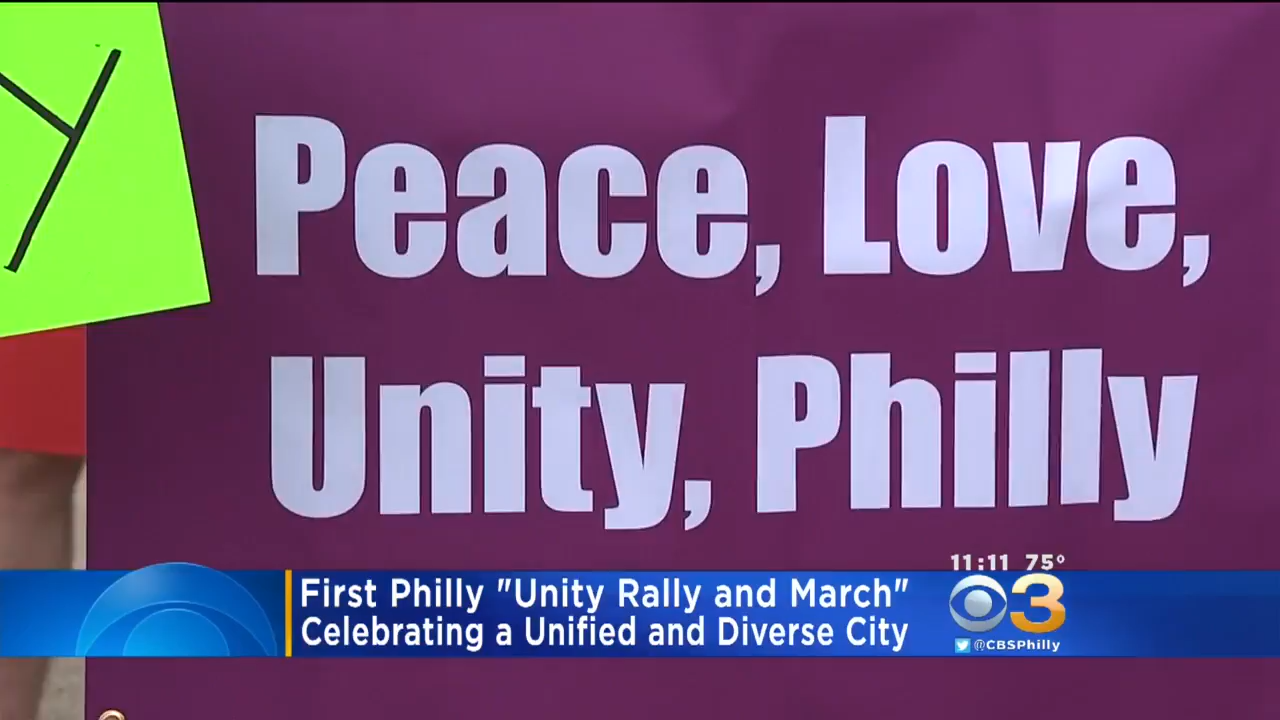 Y
Peace, Love,
Unity, Philly
11:11 75°
First Philly "Unity Rally and March"
Celebrating a Unified and Diverse City
3
@CBSPhilly